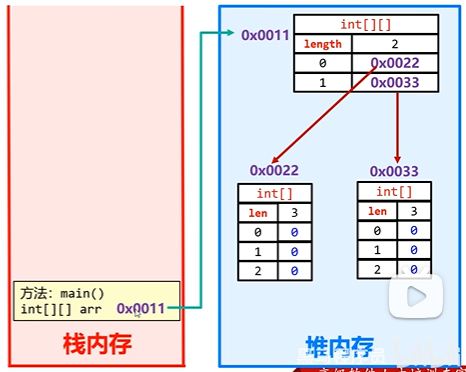 0x0011
int[][]
length 2
0 0x0022
1 0x0033
0x0022
int[]
len 3
0 0
1 0
2 0
0x0033
int[]
len 3
0 0
1 0
2 0
方法：main()
int[][] arr 0x0011
栈内存
堆内存